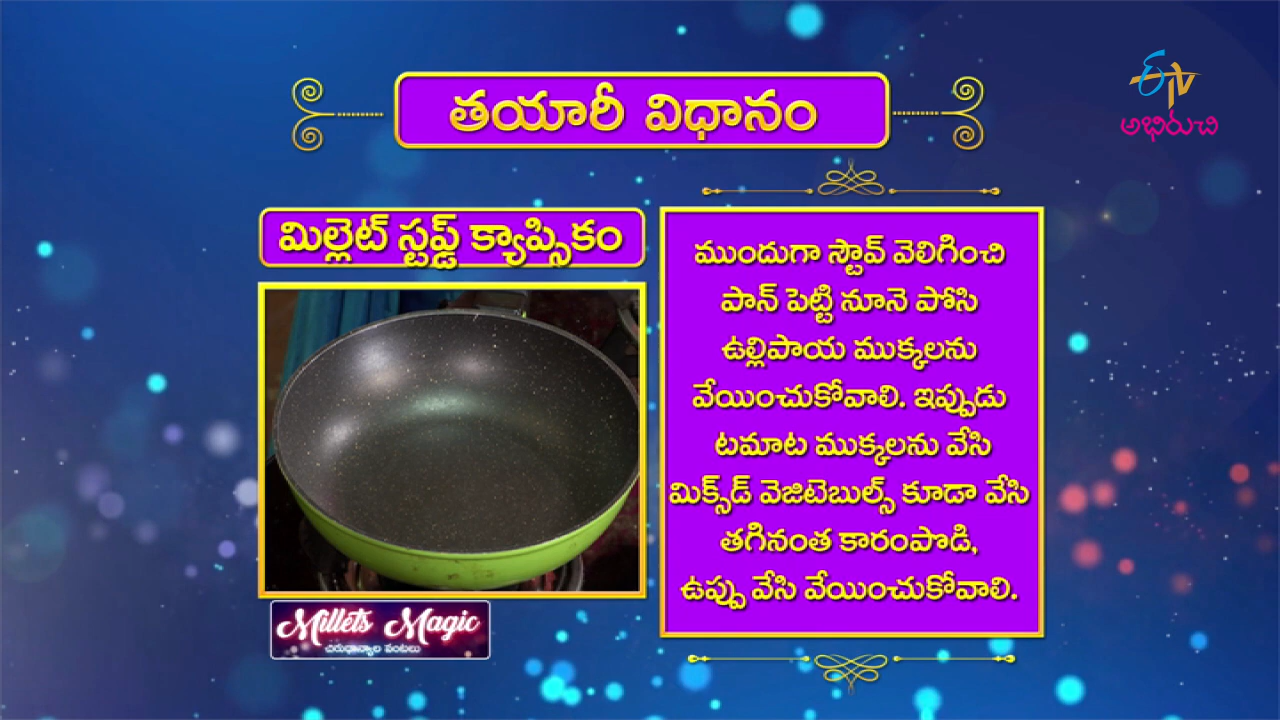 తయారీ విధానం
ETV
అభిరుచి
మిల్లెట్ స్టఫ్డ్ క్యాప్సికం
ముందుగా స్టౌవ్ వెలిగించి
పాన్ పెట్టి నూనె పోసి
ఉల్లిపాయ ముక్కలను
వేయించుకోవాలి. ఇప్పుడు
టమాట ముక్కలను వేసి
మిక్స్‌డ్ వెజిటెబుల్స్ కూడా వేసి
తగినంత కారంపొడి,
ఉప్పు వేసి వేయించుకోవాలి.
Millets Magic
చిరుధాన్యాల వంటలు